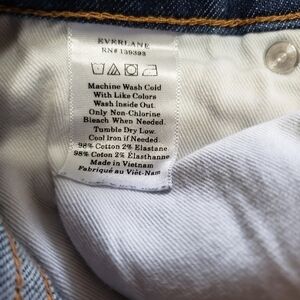 EVERLANE
RN# 139393
Machine Wash Cold
With Like Colors
Wash Inside Out.
Only Non-Chlorine
Bleach When Needed.
Tumble Dry Low.
Cool Iron if Needed.
98% Cotton 2% Elastane
98% Coton 2% Élasthanne
Made in Vietnam
Fabriqué au Viêt-Nam